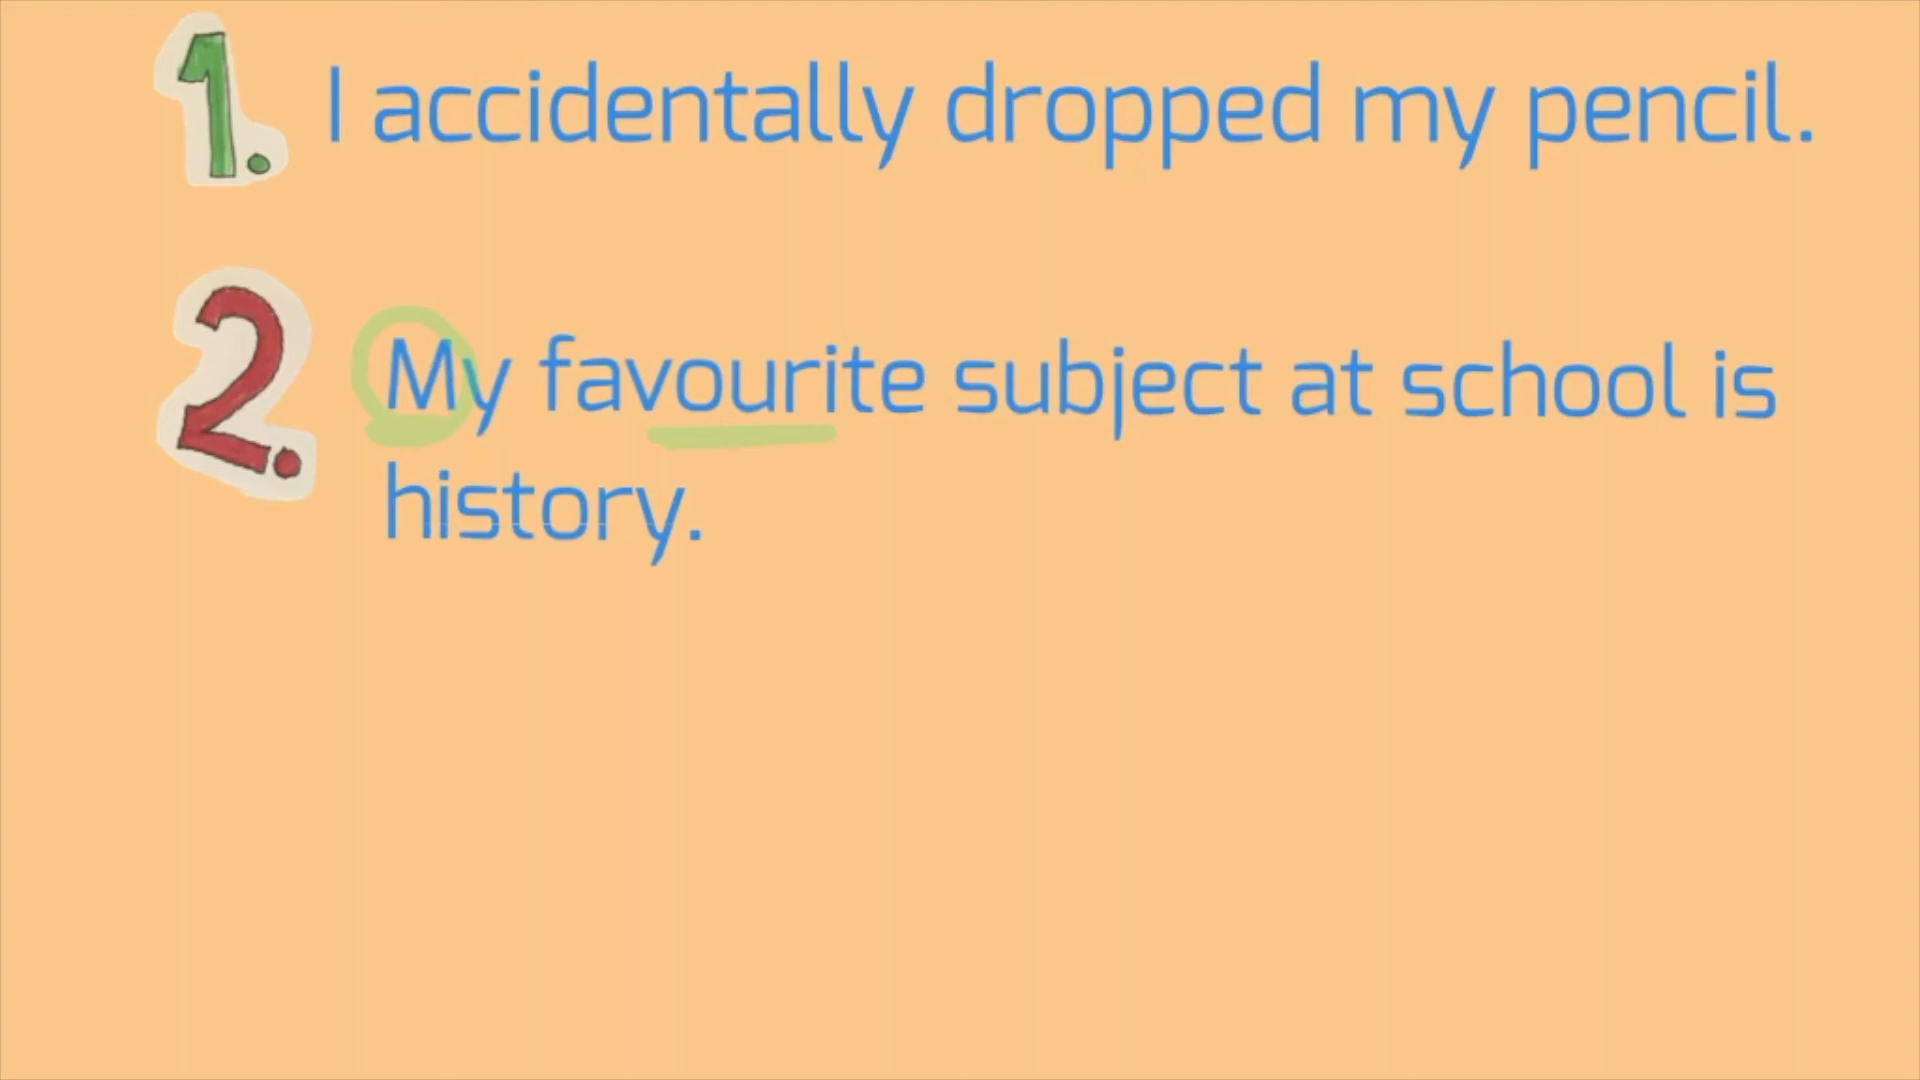 1. I accidentally dropped my pencil.
2. My favourite subject at school is
history.